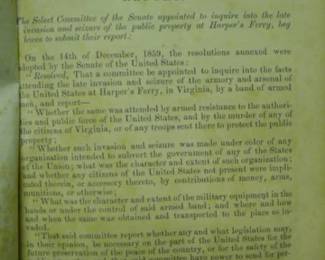 The Select Committee of the Senate appointed to inquire into the late
invasion and seizure of the public property at Harper's Ferry, beg
leave to submit their report:
On the 14th of December, 1859, the resolutions annexed were
adopted by the Senate of the United States:
"Resolved, That a committee be appointed to inquire into the facts
attending the late invasion and seizure of the armory and arsenal of
the United States at Harper's Ferry, in Virginia, by a band of armed
men, and report—
"Whether the same was attended by armed resistance to the authori-
ties and public force of the United States, and by the murder of any of
the citizens of Virginia, or of any troops sent there to protect the public
property;
"Whether such invasion and seizure was made under color of any
organization intended to subvert the government of any of the States
of the Union; what was the character and extent of such organization;
and whether any citizens of the United States not present were impli-
cated therein, or accessory thereto, by contributions of money, arms,
munitions, or otherwise;
"What was the character and extent of the military equipment in the
hands or under the control of said armed band; and where and how
and when the same was obtained and transported to the place so in-
vaded.
"That said committee report whether any and what legislation may,
in their opinion, be necessary on the part of the United States for the
future preservation of the peace of the country, or for the safety of the
that said committee have power to send for per-